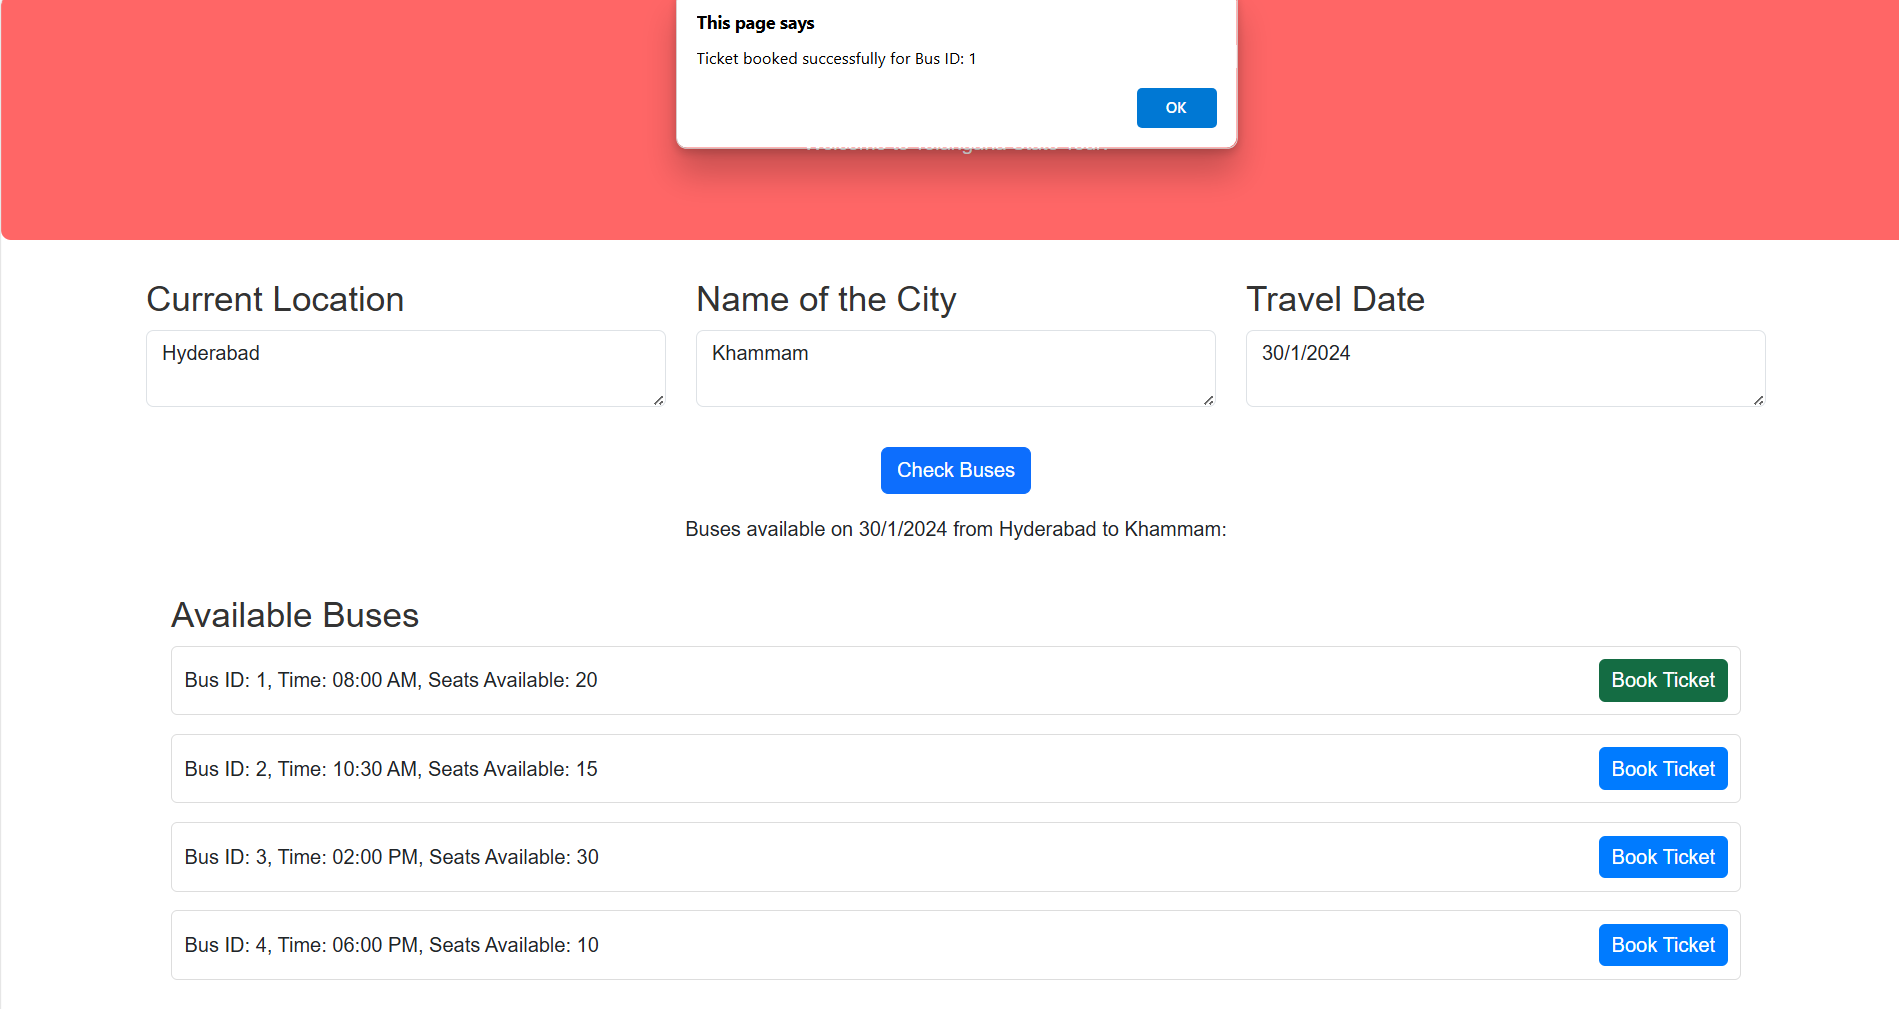 This page says
Ticket booked successfully for Bus ID: 1
OK
Current Location
Name of the City
Travel Date
Hyderabad
Khammam
30/1/2024
Check Buses
Buses available on 30/1/2024 from Hyderabad to Khammam:
Available Buses
Bus ID: 1, Time: 08:00 AM, Seats Available: 20
Book Ticket
Bus ID: 2, Time: 10:30 AM, Seats Available: 15
Book Ticket
Bus ID: 3, Time: 02:00 PM, Seats Available: 30
Book Ticket
Bus ID: 4, Time: 06:00 PM, Seats Available: 10
Book Ticket